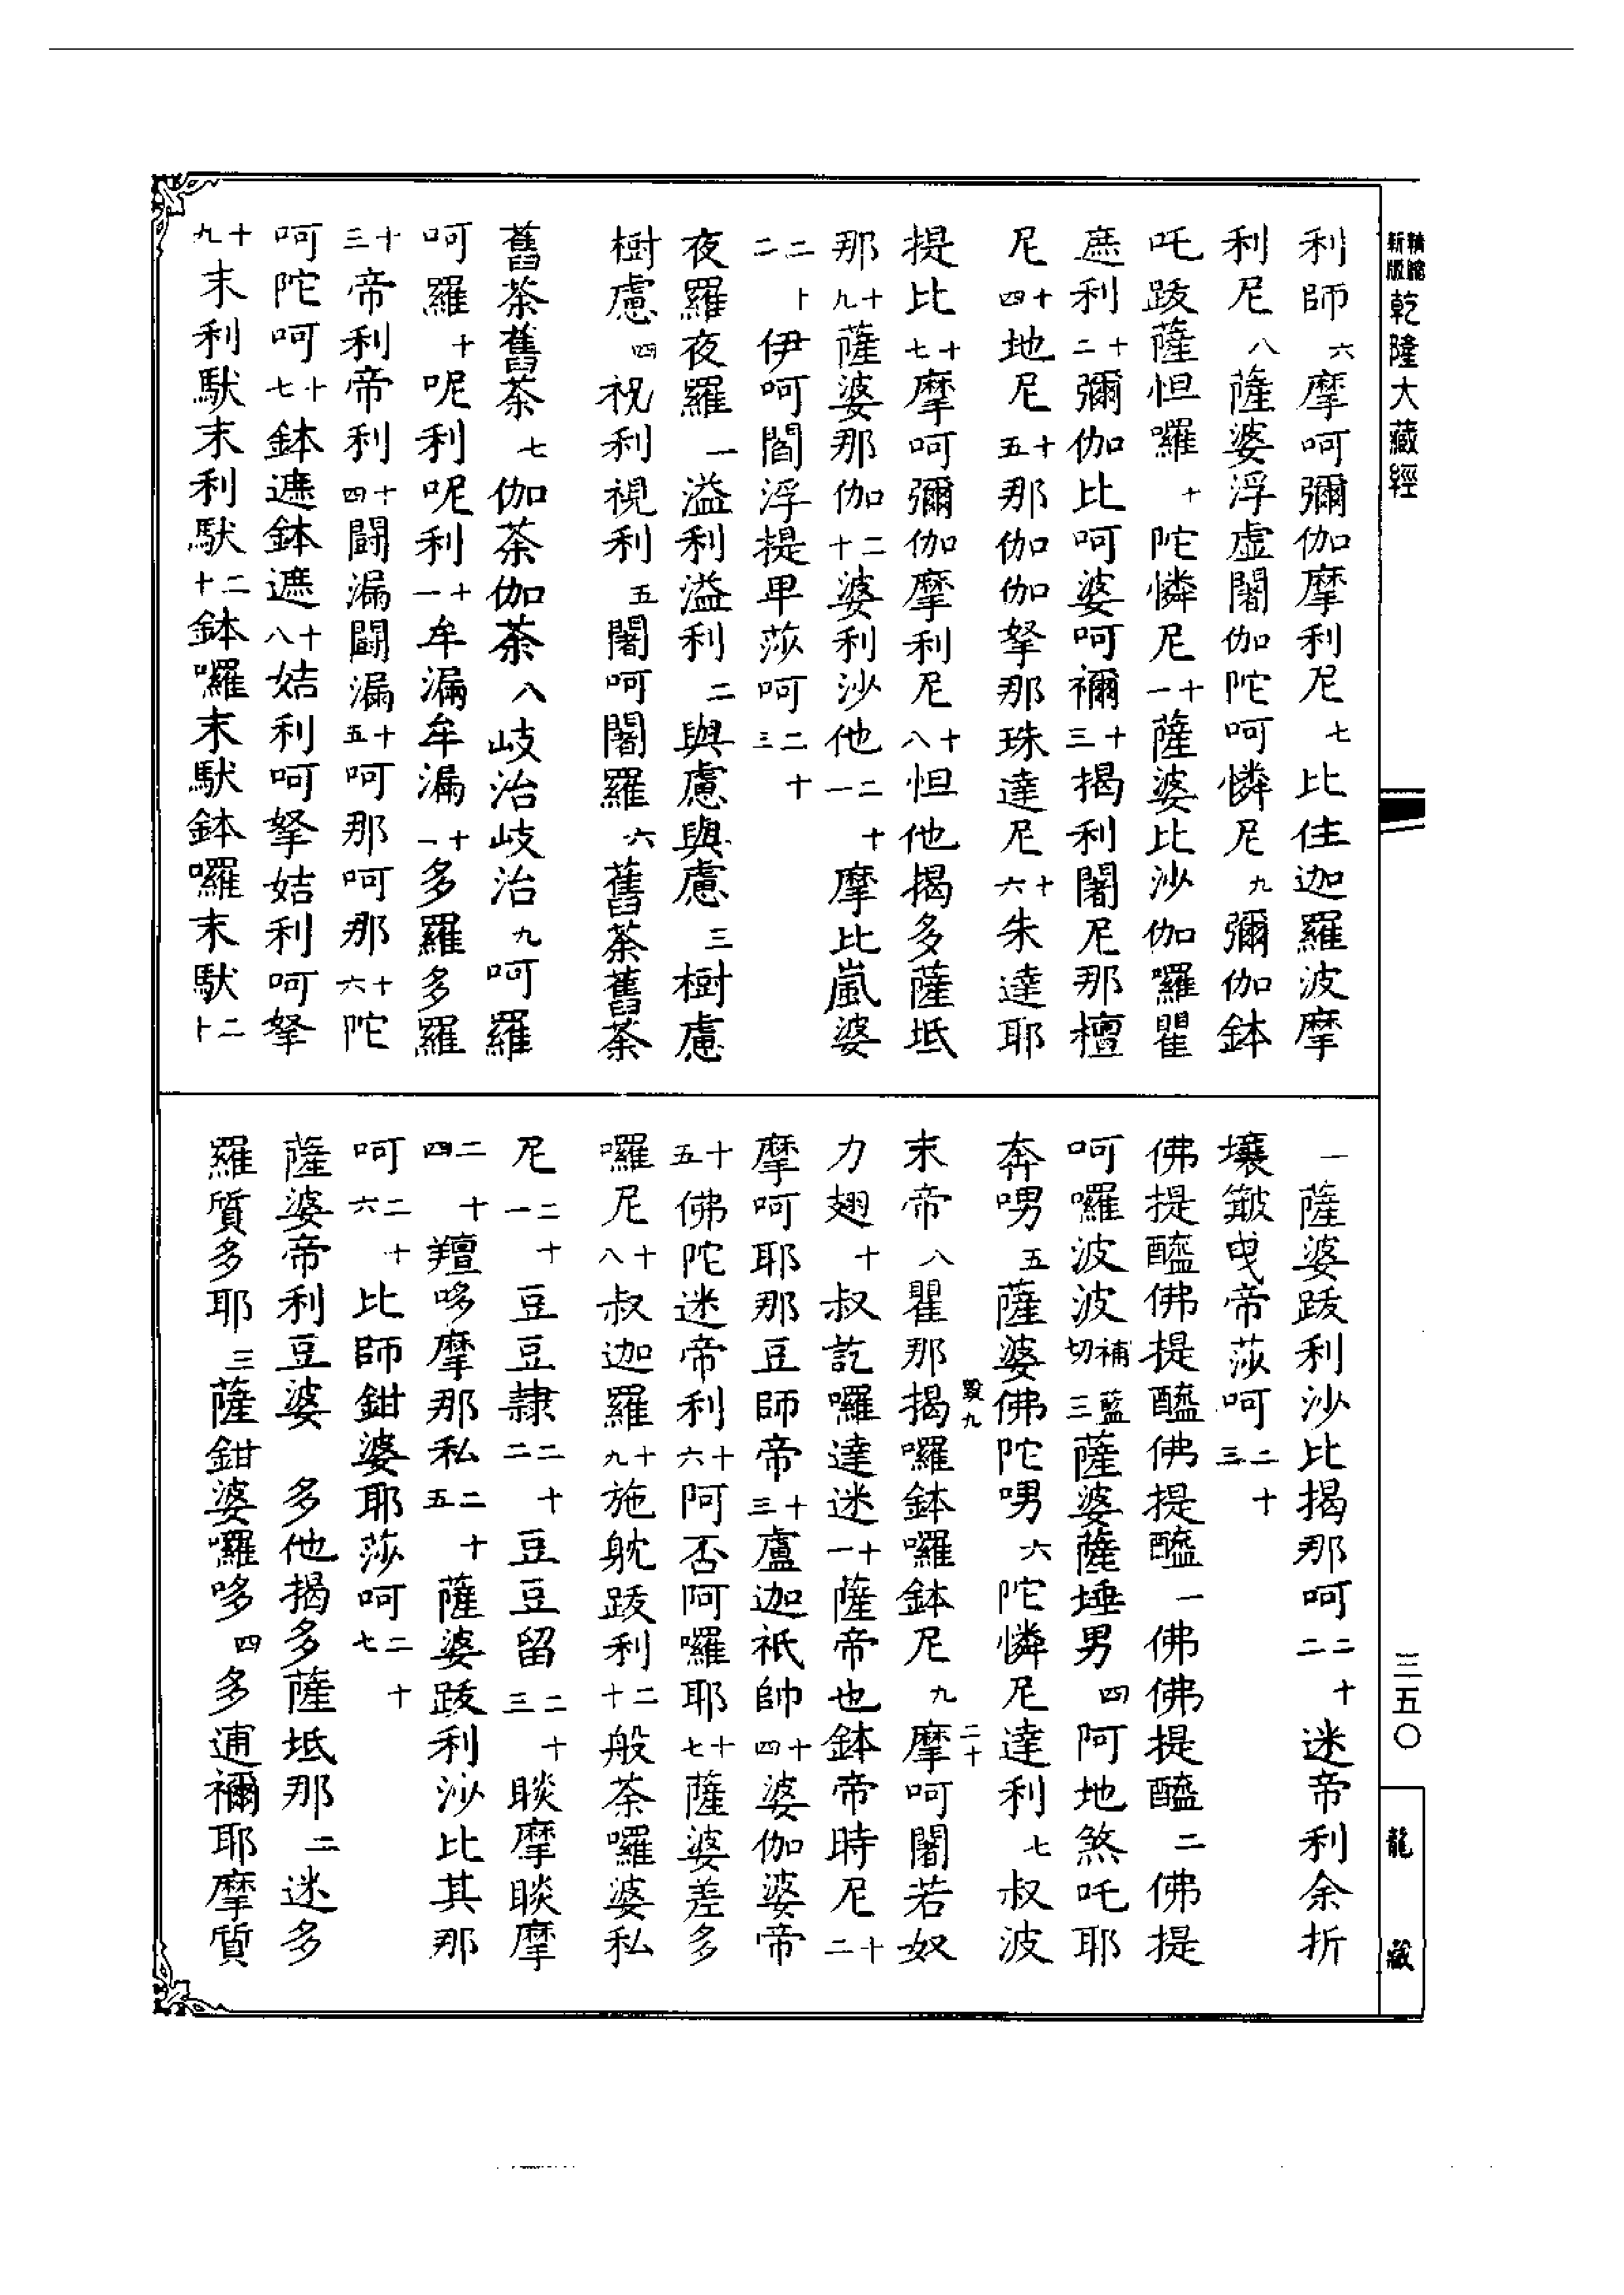 精縮新版 乾隆大藏經
三五〇
龍藏
利師六摩呵彌伽摩利尼七比住迦羅波摩
利尼八薩婆浮虛闍伽陀呵憐尼九彌伽鉢
吒跋薩怛囉十陀憐尼十一薩婆比沙伽囉瞿
遮利十二彌伽比呵婆呵禰十三揭利闍尼那檀
尼十四地尼十五那伽伽拏那珠達尼十六朱達耶
提比十七摩呵彌伽摩利尼十八怛他揭多薩坻
那十九薩婆那伽二十婆利沙他二十一摩比嵐婆
二十二伊呵閻浮提卑莎呵二十三
夜羅夜羅一溢利溢利二與慮與慮三樹慮
樹慮四視利視利五闍呵闍羅六舊荼舊荼
舊荼舊荼七伽荼伽荼八岐治岐治九呵羅
呵羅十呢利呢利十一牟漏牟漏十一多羅多羅
十三帝利帝利十四鬪漏鬪漏十五呵那呵那十六陀
呵陀呵十七鉢遮鉢遮十八姞利呵拏姞利呵拏
十九末利馱末利馱二十鉢囉末馱鉢囉末馱二十
一薩婆跋利沙比揭那呵二十二迷帝利余折
壤皺曳帝莎呵二十三
佛提醯佛提醯佛提醯一佛佛提醯二佛提
呵囉波波補藍切三薩婆薩埵男四阿地煞吒耶
奔㽝五薩婆佛陀㽝六陀憐尼達利七叔波
末帝八瞿那揭囉鉢囉鉢尼九摩呵闍若奴
毀九
二十
力翅十叔訖囉達迷十一薩帝也鉢帝時尼十二
摩呵耶那豆師帝十三盧迦祇帥十四婆伽婆帝
十五佛陀迷帝利十六阿否阿囉耶十七薩婆差多
囉尼十八叔迦羅十九施躭跋利二十般荼囉婆私
尼二十一豆豆隷二十二豆豆留二十三睒摩睒摩
二十四羶哆摩那私二十五薩婆跋利沙比其那
呵二十六比師鉗婆耶莎呵二十七
薩婆帝利豆婆 多他揭多薩坻那二迷多
羅質多耶三薩鉗婆囉哆四多逋禰耶摩質